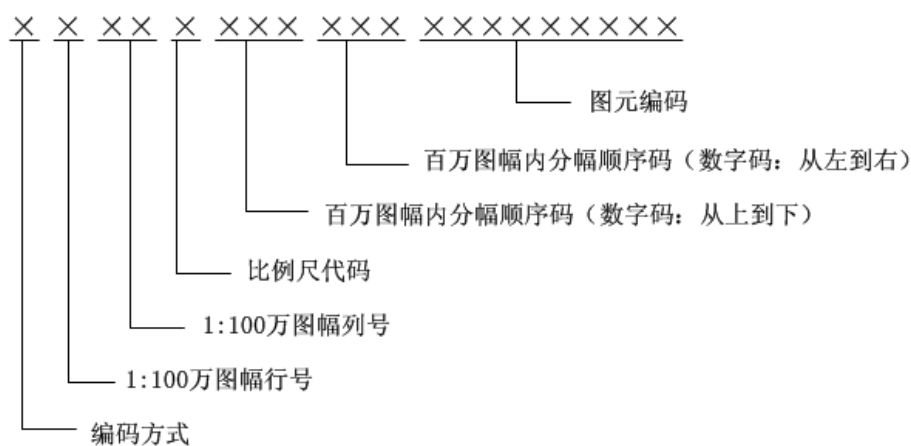 × × ×× × ××× ××× ×××××××××
图元编码
百万图幅内分幅顺序码（数字码：从左到右）
百万图幅内分幅顺序码（数字码：从上到下）
比例尺代码
1:100万图幅列号
1:100万图幅行号
编码方式